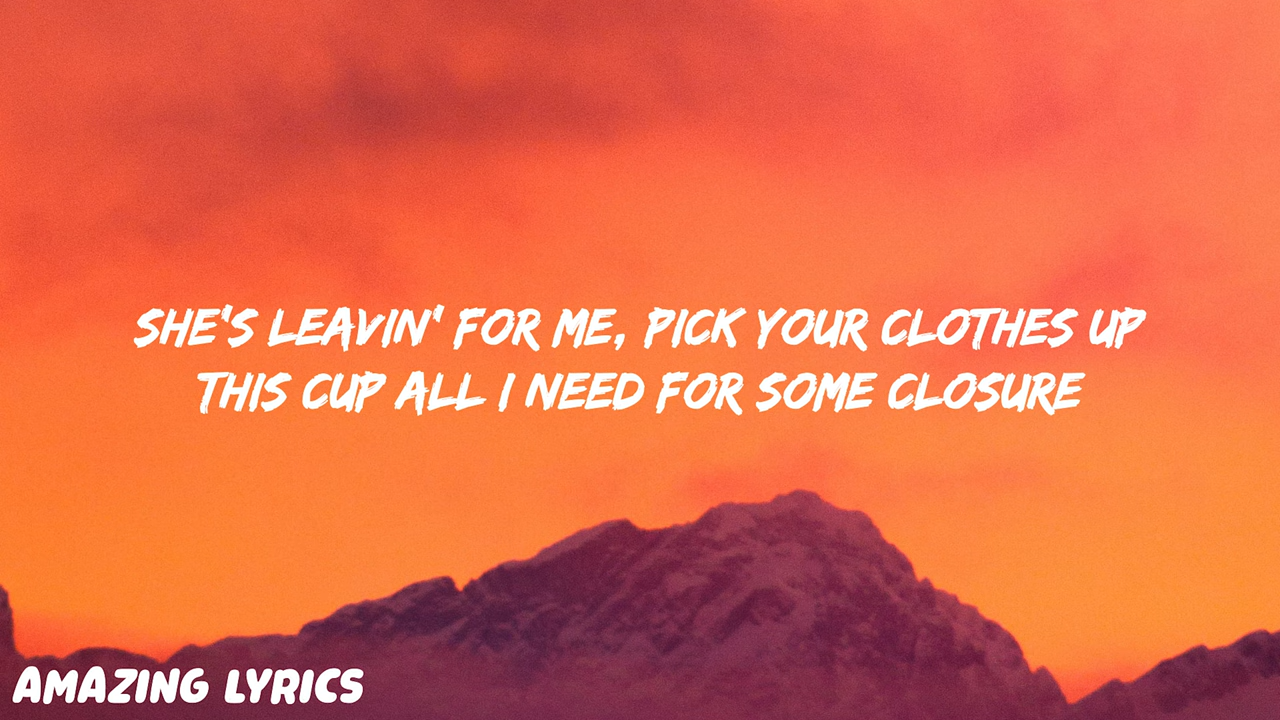 SHE'S LEAVIN' FOR ME, PICK YOUR CLOTHES UP
THIS CUP ALL I NEED FOR SOME CLOSURE
AMAZING LYRICS